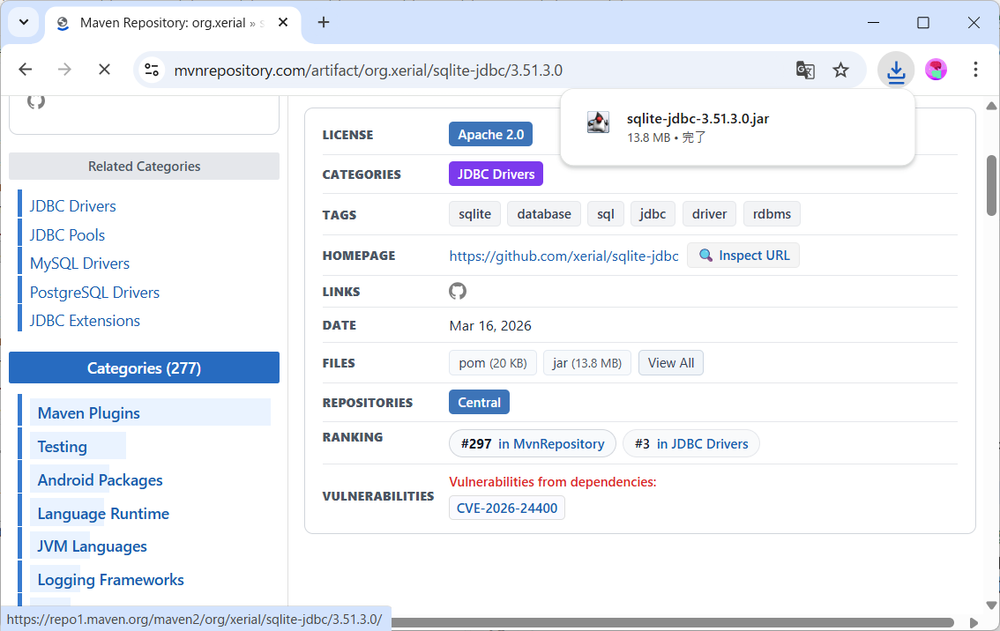 Maven Repository: org.xerial » s
mvnrepository.com/artifact/org.xerial/sqlite-jdbc/3.51.3.0
sqlite-jdbc-3.51.3.0.jar
13.8 MB • 完了
Related Categories
JDBC Drivers
JDBC Pools
MySQL Drivers
PostgreSQL Drivers
JDBC Extensions
Categories (277)
Maven Plugins
Testing
Android Packages
Language Runtime
JVM Languages
Logging Frameworks
LICENSE Apache 2.0
CATEGORIES JDBC Drivers
TAGS sqlite database sql jdbc driver rdbms
HOMEPAGE https://github.com/xerial/sqlite-jdbc Inspect URL
LINKS
DATE Mar 16, 2026
FILES pom (20 KB) jar (13.8 MB) View All
REPOSITORIES Central
RANKING #297 in MvnRepository #3 in JDBC Drivers
VULNERABILITIES Vulnerabilities from dependencies:
CVE-2026-24400
https://repo1.maven.org/maven2/org/xerial/sqlite-jdbc/3.51.3.0/